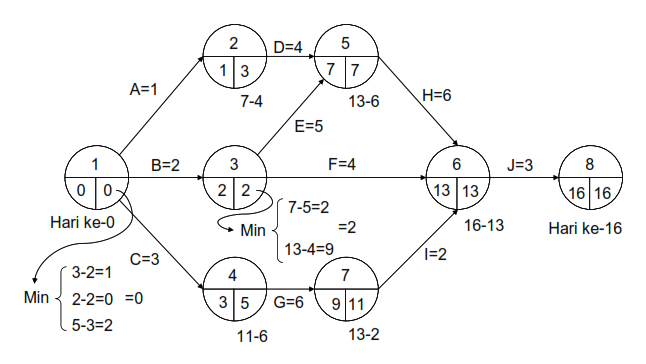 2
1 3
7-4
D=4
5
7 7
13-6
A=1
H=6
E=5
1
0 0
Hari ke-0
B=2
3
2 2
F=4
6
13 13
16-13
J=3
8
16 16
Hari ke-16
Min
7-5=2
13-4=9
=2
C=3
Min
3-2=1
2-2=0
5-3=2
=0
4
3 5
11-6
G=6
7
9 11
13-2
I=2